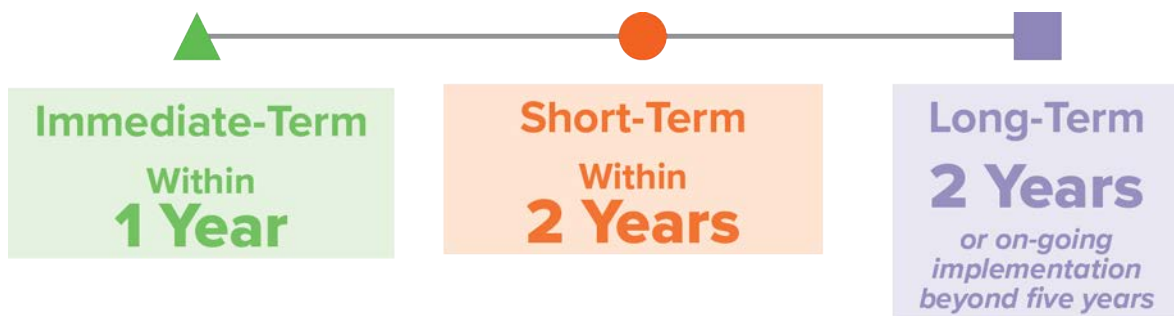 Immediate-Term
Within
1 Year
Short-Term
Within
2 Years
Long-Term
2 Years
or on-going
implementation
beyond five years